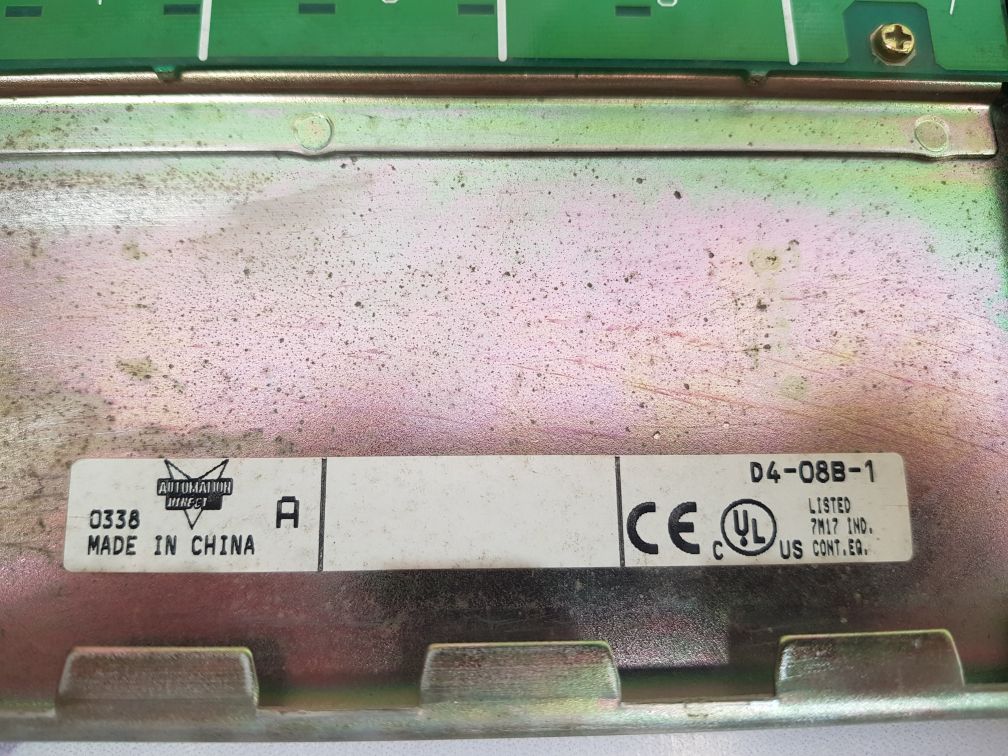 AUTOMATION
DIRECT
0338
A
MADE IN CHINA
D4-08B-1
CE
C UL US
LISTED
7M17 IND.
CONT.EQ.